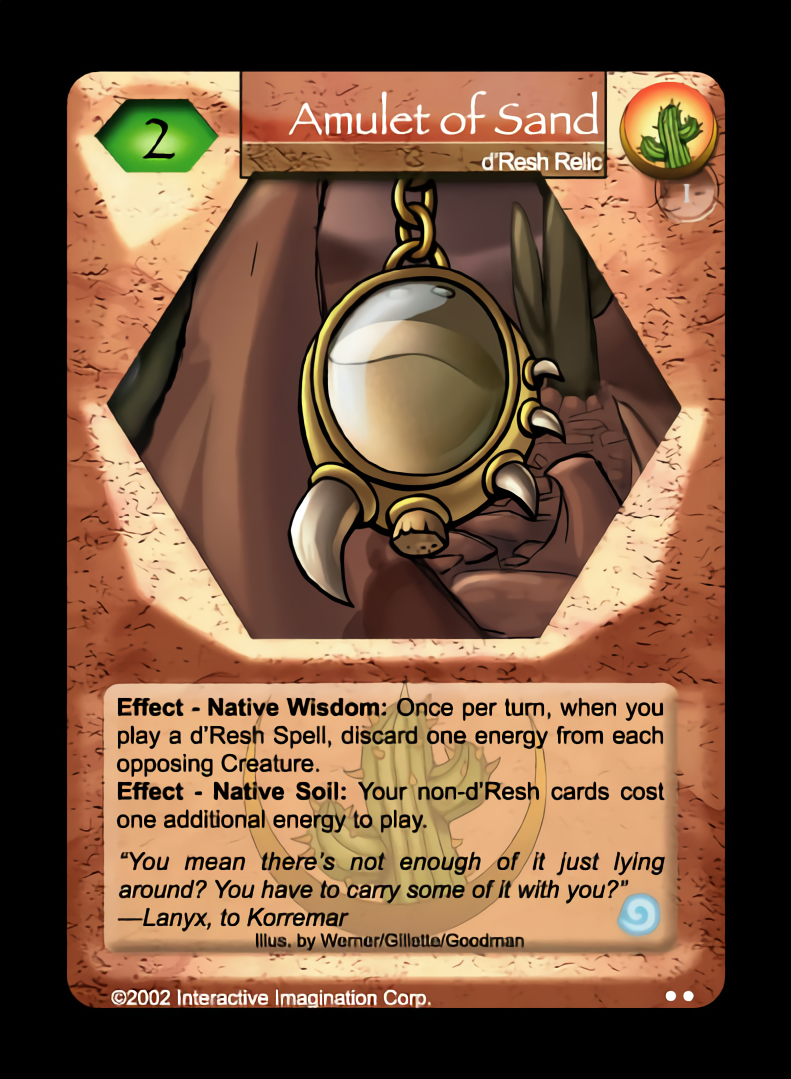 2
Amulet of Sand
d'Resh Relic
1
Effect - Native Wisdom: Once per turn, when you
play a d'Resh Spell, discard one energy from each
opposing Creature.
Effect - Native Soil: Your non-d'Resh cards cost
one additional energy to play.
“You mean there's not enough of it just lying
around? You have to carry some of it with you?”
—Lanyx, to Korremar
Illus. by Werner/Gillette/Goodman
©2002 Interactive Imagination Corp.